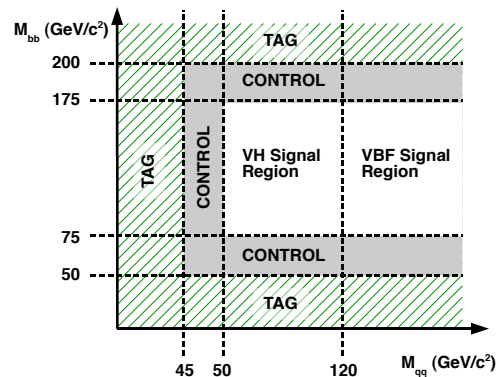 M_bb (GeV/c²)
TAG
200
CONTROL
175
TAG
CONTROL
VH Signal
Region
VBF Signal
Region
75
CONTROL
50
TAG
45 50 120
M_qq (GeV/c²)